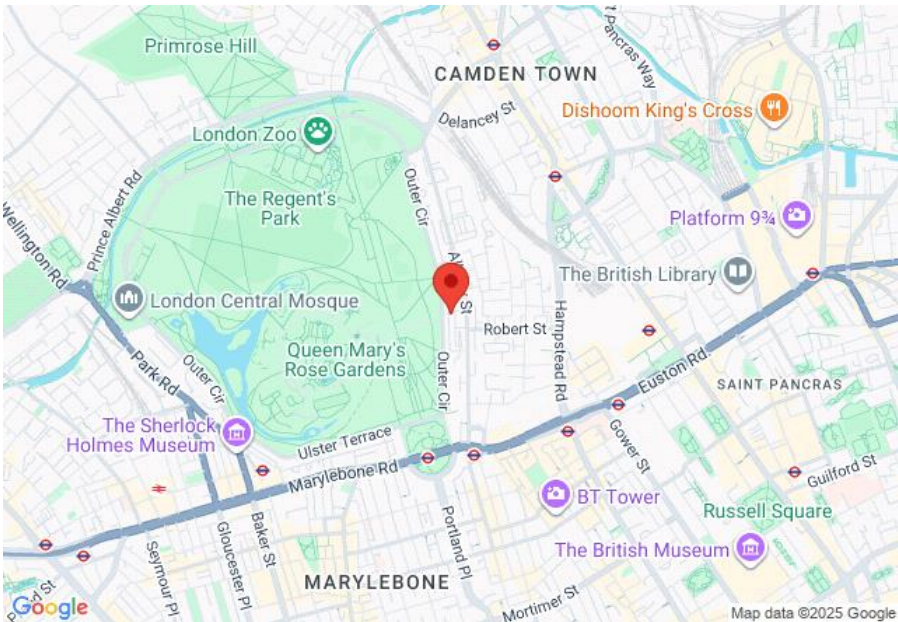 Primrose Hill
CAMDEN TOWN
Pancras Way
Delancey St
Dishoom King's Cross
London Zoo
Outer Cir
The Regent's
Park
Prince Albert Rd
Wellington Rd
Platform 9¾
The British Library
London Central Mosque
St
Robert St
Hampstead Rd
Queen Mary's
Rose Gardens
Outer Cir
Outer Cir
Park Rd
Euston Rd
SAINT PANCRAS
The Sherlock
Holmes Museum
Ulster Terrace
Marylebone Rd
Gower St
Guilford St
BT Tower
Russell Square
The British Museum
Baker St
Gloucester Pl
Seymour Pl
Portland Pl
MARYLEBONE
Mortimer St
Google
Map data ©2025 Google